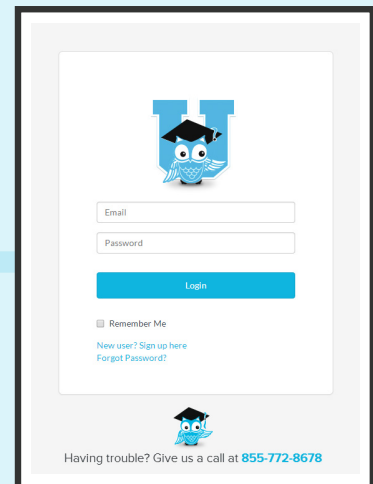 U
Email
Password
Login
Remember Me
New user? Sign up here
Forgot Password?
Having trouble? Give us a call at 855-772-8678